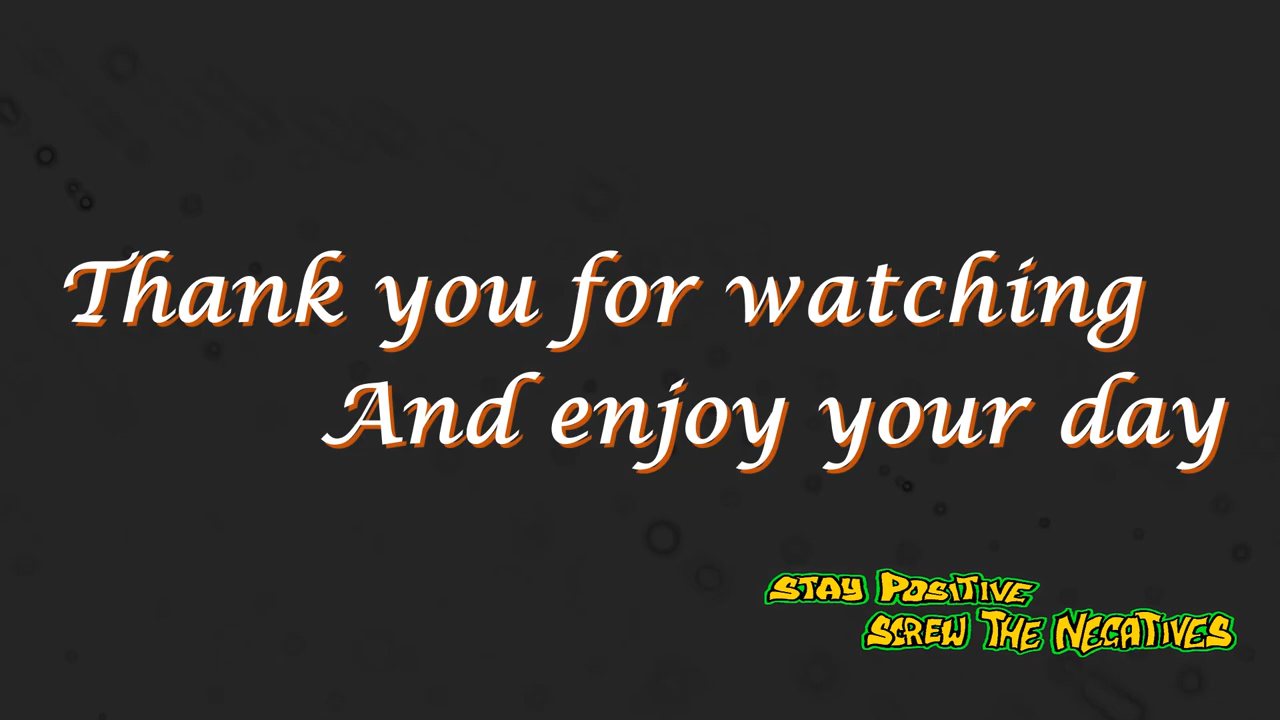 Thank you for watching
And enjoy your day
STAY POSITIVE
SCREW THE NEGATIVES